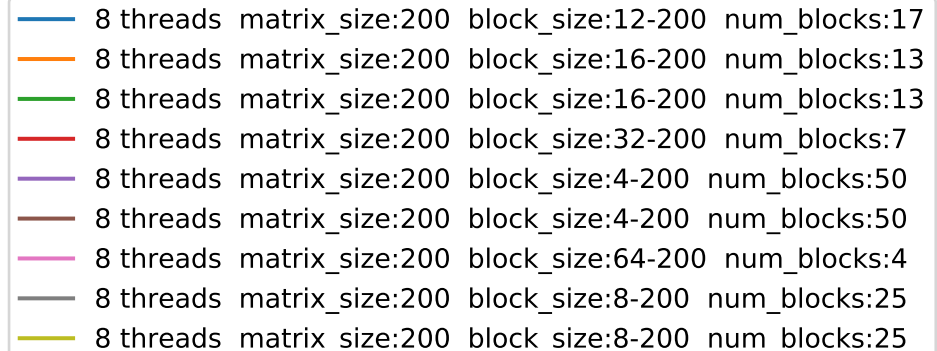 8 threads matrix_size:200 block_size:12-200 num_blocks:17
8 threads matrix_size:200 block_size:16-200 num_blocks:13
8 threads matrix_size:200 block_size:16-200 num_blocks:13
8 threads matrix_size:200 block_size:32-200 num_blocks:7
8 threads matrix_size:200 block_size:4-200 num_blocks:50
8 threads matrix_size:200 block_size:4-200 num_blocks:50
8 threads matrix_size:200 block_size:64-200 num_blocks:4
8 threads matrix_size:200 block_size:8-200 num_blocks:25
8 threads matrix_size:200 block_size:8-200 num_blocks:25